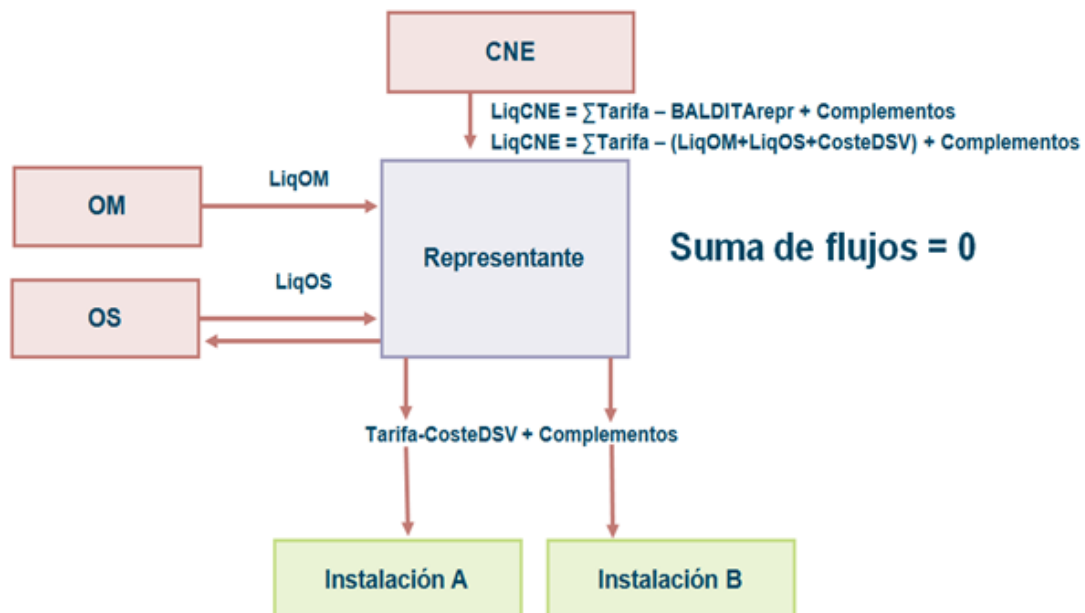 CNE
LiqCNE = ∑Tarifa – BALDITArepr + Complementos
LiqCNE = ∑Tarifa – (LiqOM+LiqOS+CosteDSV) + Complementos
LiqOM
OM
Representante
Suma de flujos = 0
LiqOS
OS
Tarifa-CosteDSV + Complementos
Instalación A
Instalación B